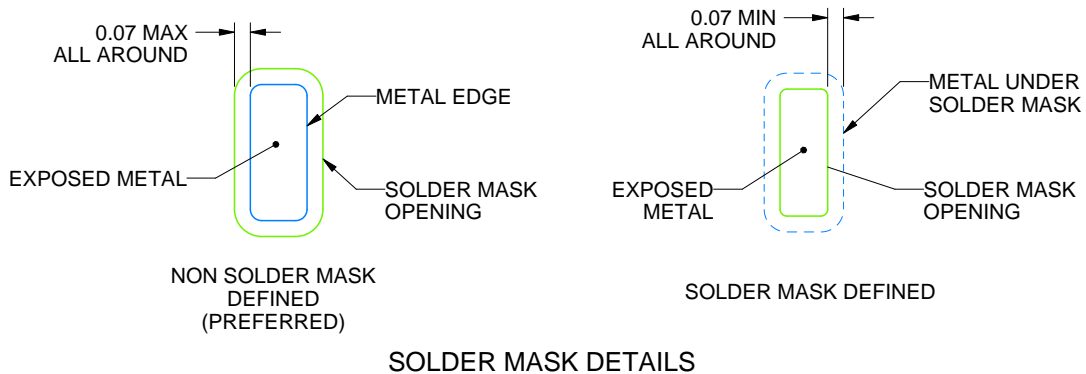 0.07 MAX
ALL AROUND
METAL EDGE
EXPOSED METAL
SOLDER MASK
OPENING
NON SOLDER MASK
DEFINED
(PREFERRED)
0.07 MIN
ALL AROUND
METAL UNDER
SOLDER MASK
EXPOSED
METAL
SOLDER MASK
OPENING
SOLDER MASK DEFINED
SOLDER MASK DETAILS